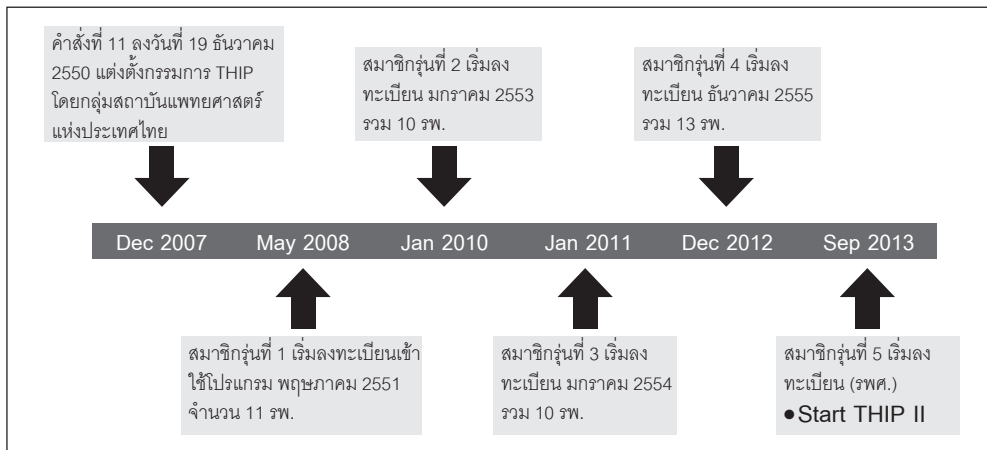 คำสั่งที่ 11 ลงวันที่ 19 ธันวาคม
2550 แต่งตั้งกรรมการ THIP
โดยกลุ่มสถาบันแพทยศาสตร์
แห่งประเทศไทย
สมาชิกรุ่นที่ 2 เริ่มลง
ทะเบียน มกราคม 2553
รวม 10 รพ.
สมาชิกรุ่นที่ 4 เริ่มลง
ทะเบียน ธันวาคม 2555
รวม 13 รพ.
Dec 2007 May 2008 Jan 2010 Jan 2011 Dec 2012 Sep 2013
สมาชิกรุ่นที่ 1 เริ่มลงทะเบียนเข้า
ใช้โปรแกรม พฤษภาคม 2551
จำนวน 11 รพ.
สมาชิกรุ่นที่ 3 เริ่มลง
ทะเบียน มกราคม 2554
รวม 10 รพ.
สมาชิกรุ่นที่ 5 เริ่มลง
ทะเบียน (รพศ.)
•Start THIP II